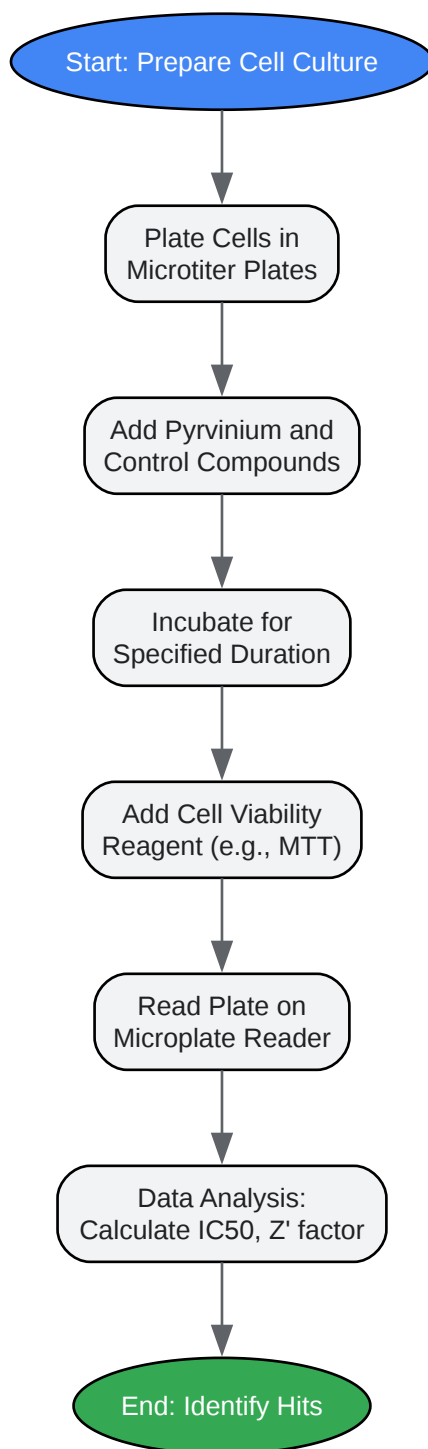 Start: Prepare Cell Culture
Plate Cells in
Microtiter Plates
Add Pyrvinium and
Control Compounds
Incubate for
Specified Duration
Add Cell Viability
Reagent (e.g., MTT)
Read Plate on
Microplate Reader
Data Analysis:
Calculate IC50, Z' factor
End: Identify Hits